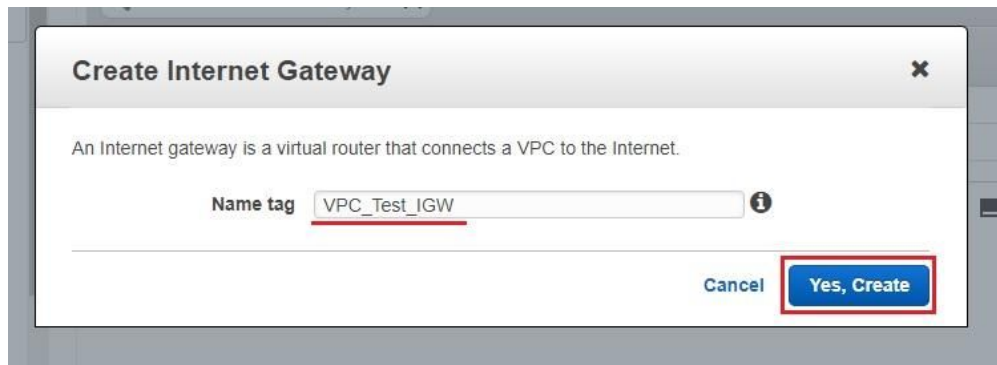 Create Internet Gateway
An Internet gateway is a virtual router that connects a VPC to the Internet.
Name tag VPC_Test_IGW
Cancel Yes, Create